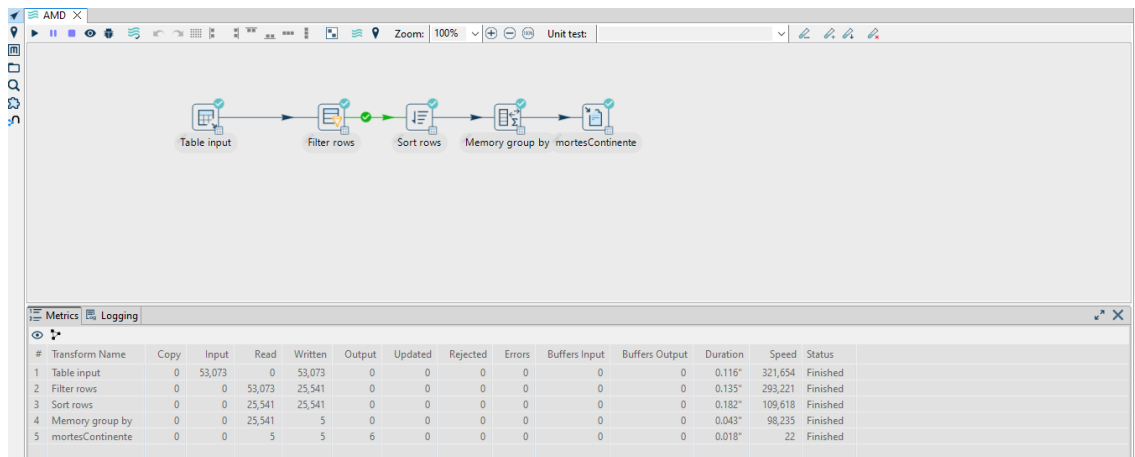 AMD
Zoom: 100% 100% Unit test:
Table input Filter rows Sort rows Memory group by mortesContinente
Metrics Logging
# Transform Name Copy Input Read Written Output Updated Rejected Errors Buffers Input Buffers Output Duration Speed Status
1 Table input 0 53,073 0 53,073 0 0 0 0 0 0 0.116" 321,654 Finished
2 Filter rows 0 0 53,073 25,541 0 0 0 0 0 0 0.135" 293,221 Finished
3 Sort rows 0 0 25,541 25,541 0 0 0 0 0 0 0.182" 109,618 Finished
4 Memory group by 0 0 25,541 5 0 0 0 0 0 0 0.043" 98,235 Finished
5 mortesContinente 0 0 5 5 6 0 0 0 0 0 0.018" 22 Finished